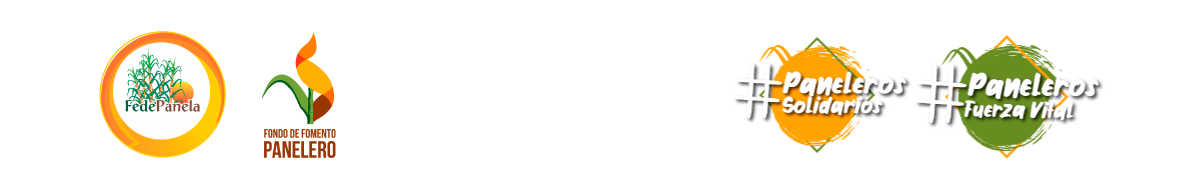 FedePanela
FONDO DE FOMENTO
PANELERO
#Paneleros
Solidarios
#Paneleros
Fuerza Vital